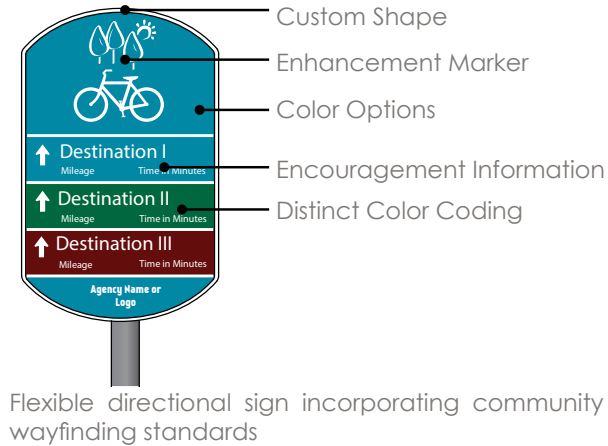 Custom Shape
Enhancement Marker
Color Options
Destination I
Mileage Time in Minutes
Encouragement Information
Destination II
Mileage Time in Minutes
Distinct Color Coding
Destination III
Mileage Time in Minutes
Agency Name or
Logo
Flexible directional sign incorporating community
wayfinding standards